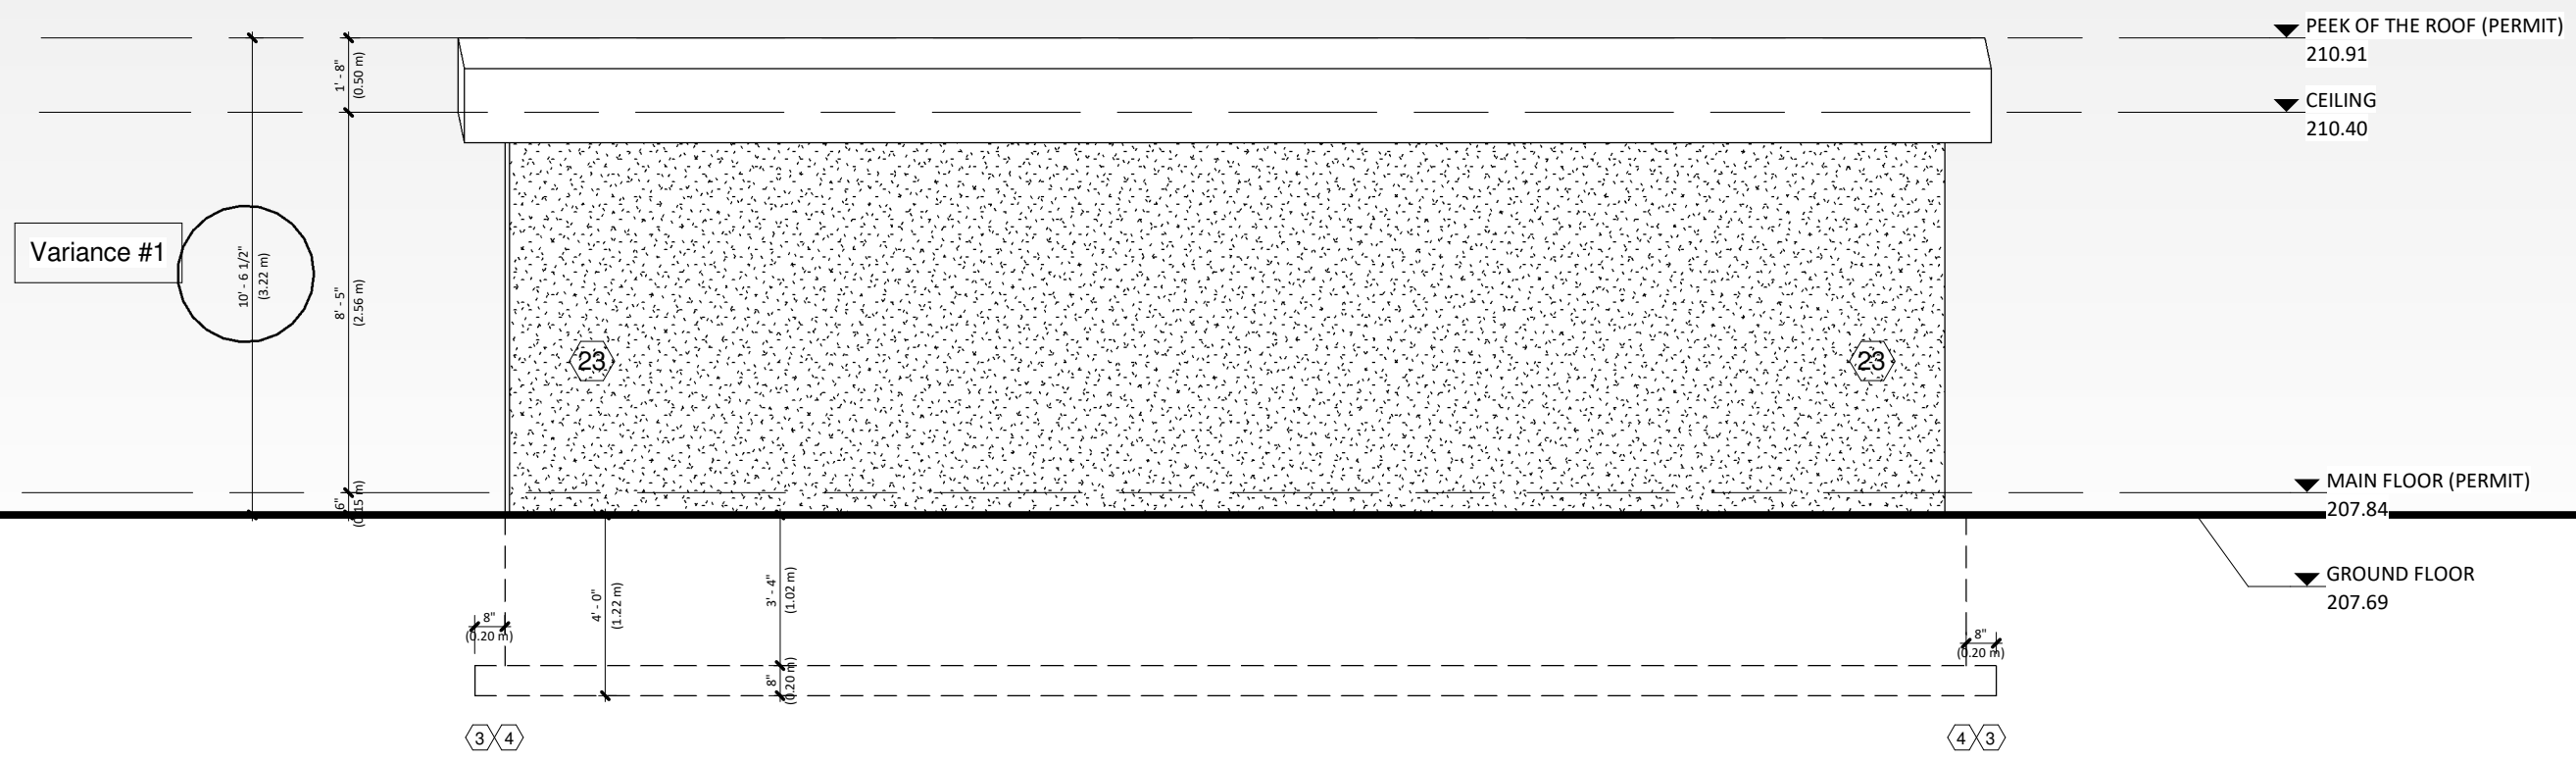 PEEK OF THE ROOF (PERMIT)
210.91
1' - 8"
(0.50 m)
CEILING
210.40
Variance #1
10' - 6 1/2"
(3.22 m)
8' - 5"
(2.56 m)
23
23
MAIN FLOOR (PERMIT)
207.84
6"
(0.15 m)
GROUND FLOOR
207.69
4' - 0"
(1.22 m)
3' - 4"
(1.02 m)
8"
(0.20 m)
8"
(0.20 m)
8"
(0.20 m)
3 4
4 3